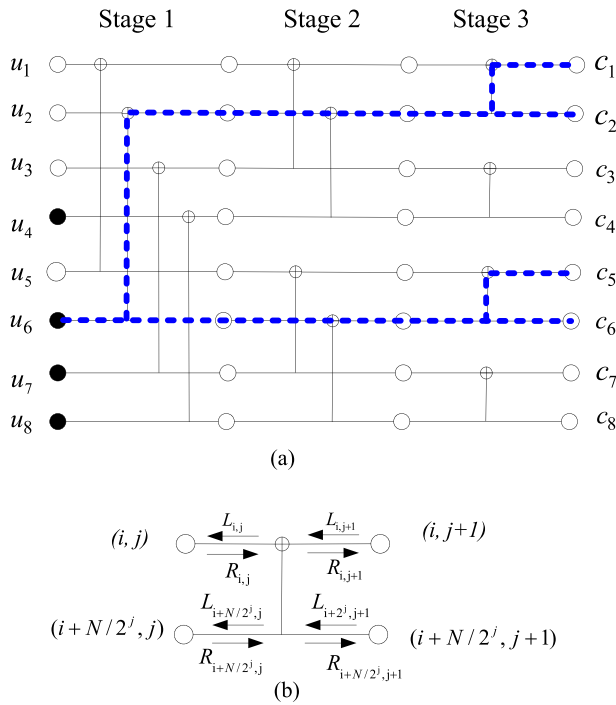 Stage 1 Stage 2 Stage 3
u₁ c₁
u₂ c₂
u₃ c₃
u₄ c₄
u₅ c₅
u₆ c₆
u₇ c₇
u₈ c₈
(a)
(i, j) L_{i,j} L_{i,j+1} (i, j+1)
R_{i,j} R_{i,j+1}
(i+N/2^j, j) L_{i+N/2^j,j} L_{i+2^j,j+1} (i+N/2^j, j+1)
R_{i+N/2^j,j} R_{i+N/2^j,j+1}
(b)